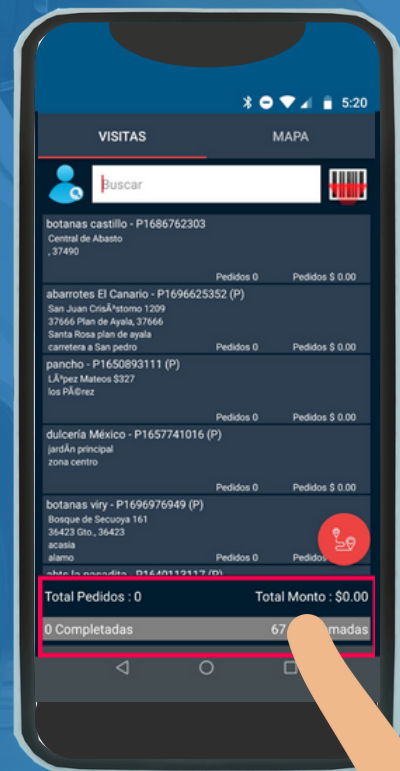 5:20
VISITAS
MAPA
Buscar
botanas castillo - P1686762303
Central de Abasto
, 37490
Pedidos 0 Pedidos $ 0.00
abarrotes El Canario - P1696625352 (P)
San Juan CrisÃ³stomo 1209
37666 Plan de Ayala, 37666
Santa Rosa plan de ayala
carretera a San pedro Pedidos 0 Pedidos $ 0.00
pancho - P1650893111 (P)
LÃ³pez Mateos $327
los PÃ©rez
Pedidos 0 Pedidos $ 0.00
dulcería México - P1657741016 (P)
jardÃn principal
zona centro
Pedidos 0 Pedidos $ 0.00
botanas viry - P1696976949 (P)
Bosque de Secuoya 161
36423 Gto., 36423
acasia
alamo Pedidos 0
Total Pedidos : 0 Total Monto : $0.00
0 Completadas 67